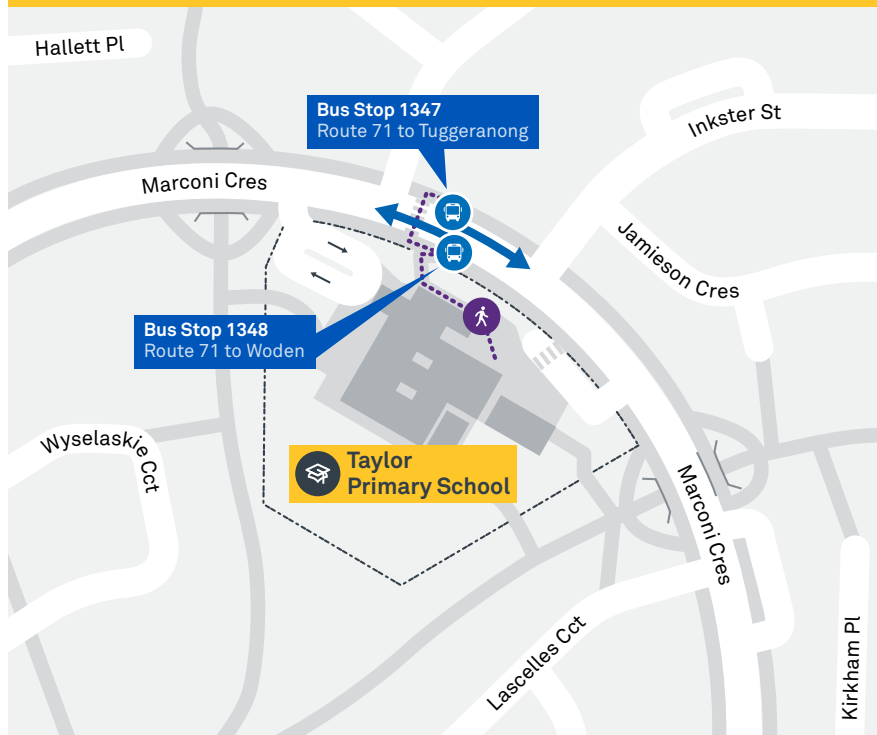 Hallett Pl
Bus Stop 1347
Route 71 to Tuggeranong
Inkster St
Marconi Cres
Jamieson Cres
Bus Stop 1348
Route 71 to Woden
Wyselaskie Cct
Taylor
Primary School
Marconi Cres
Lascelles Cct
Kirkham Pl